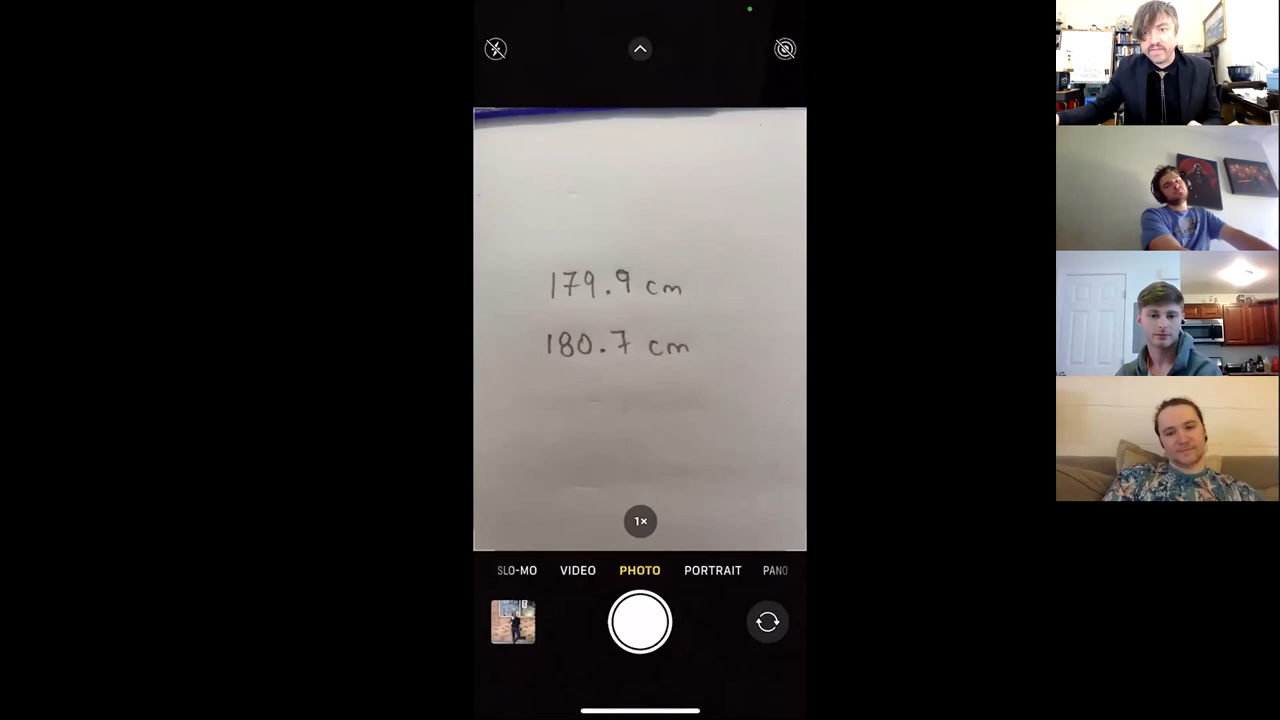 179.9 cm
180.7 cm
1×
SLO-MO
VIDEO
PHOTO
PORTRAIT
PANO